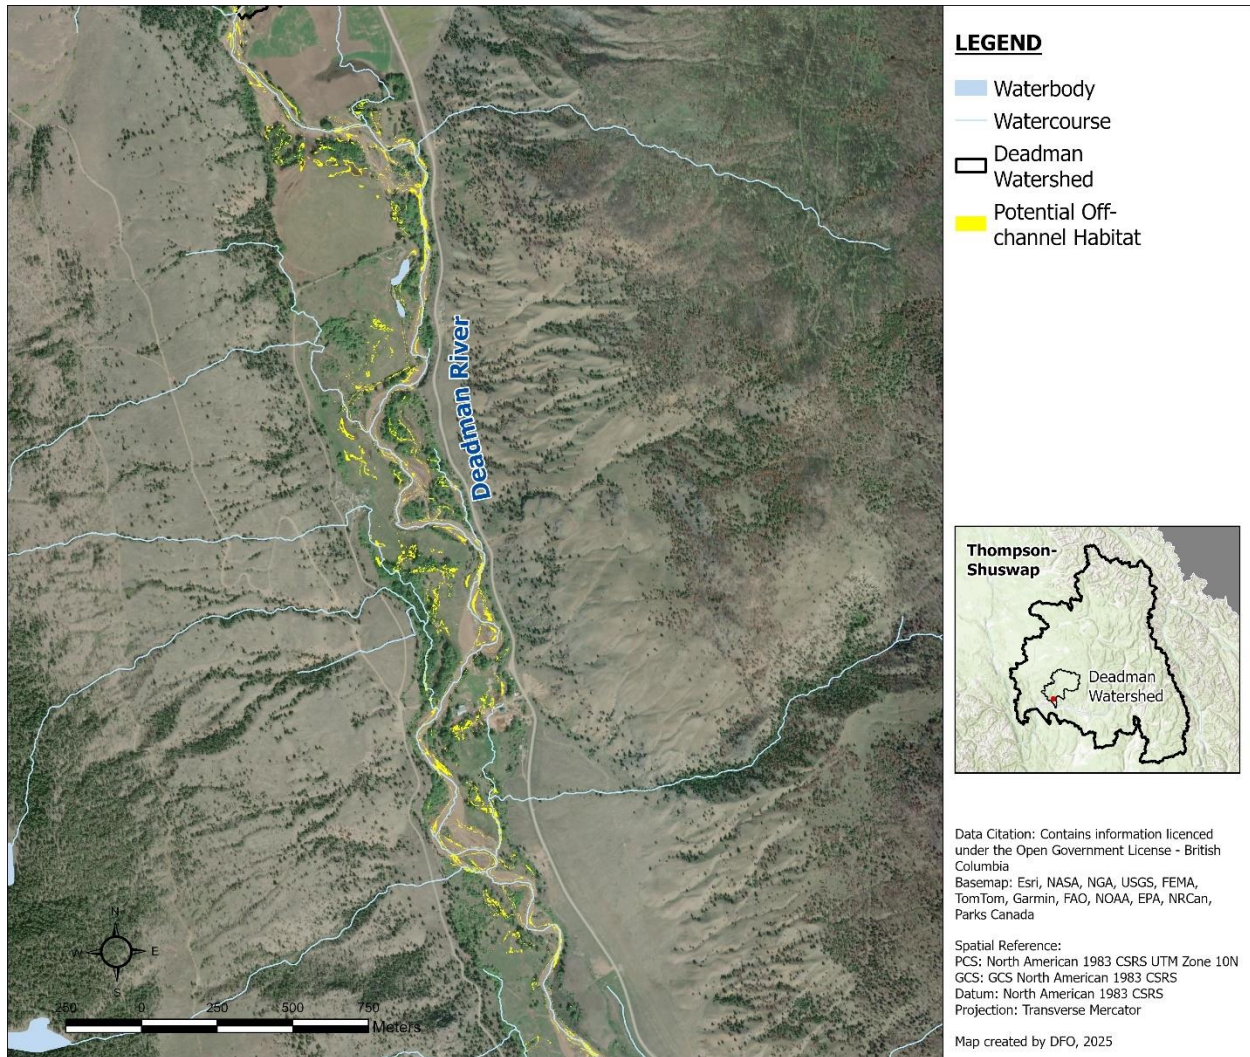 LEGEND
Waterbody
Watercourse
Deadman
Watershed
Potential Off-
channel Habitat
Deadman River
Thompson-
Shuswap
Deadman
Watershed
Data Citation: Contains information licenced
under the Open Government License - British
Columbia
Basemap: Esri, NASA, NGA, USGS, FEMA,
TomTom, Garmin, FAO, NOAA, EPA, NRCan,
Parks Canada
Spatial Reference:
PCS: North American 1983 CSRS UTM Zone 10N
GCS: GCS North American 1983 CSRS
Datum: North American 1983 CSRS
Projection: Transverse Mercator
Map created by DFO, 2025
N
W E
S
250 0 250 500 750
Meters